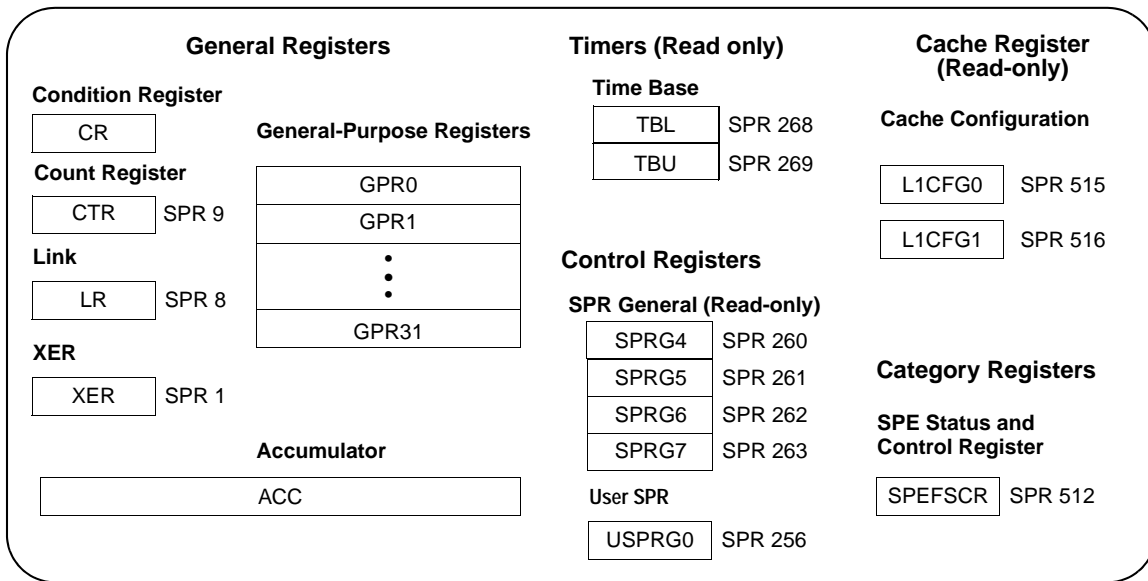 General Registers
Condition Register
CR
Count Register
CTR SPR 9
Link
LR SPR 8
XER
XER SPR 1
General-Purpose Registers
GPR0
GPR1
GPR31
Accumulator
ACC
Timers (Read only)
Time Base
TBL SPR 268
TBU SPR 269
Control Registers
SPR General (Read-only)
SPRG4 SPR 260
SPRG5 SPR 261
SPRG6 SPR 262
SPRG7 SPR 263
User SPR
USPRG0 SPR 256
Cache Register
(Read-only)
Cache Configuration
L1CFG0 SPR 515
L1CFG1 SPR 516
Category Registers
SPE Status and
Control Register
SPEFSCR SPR 512